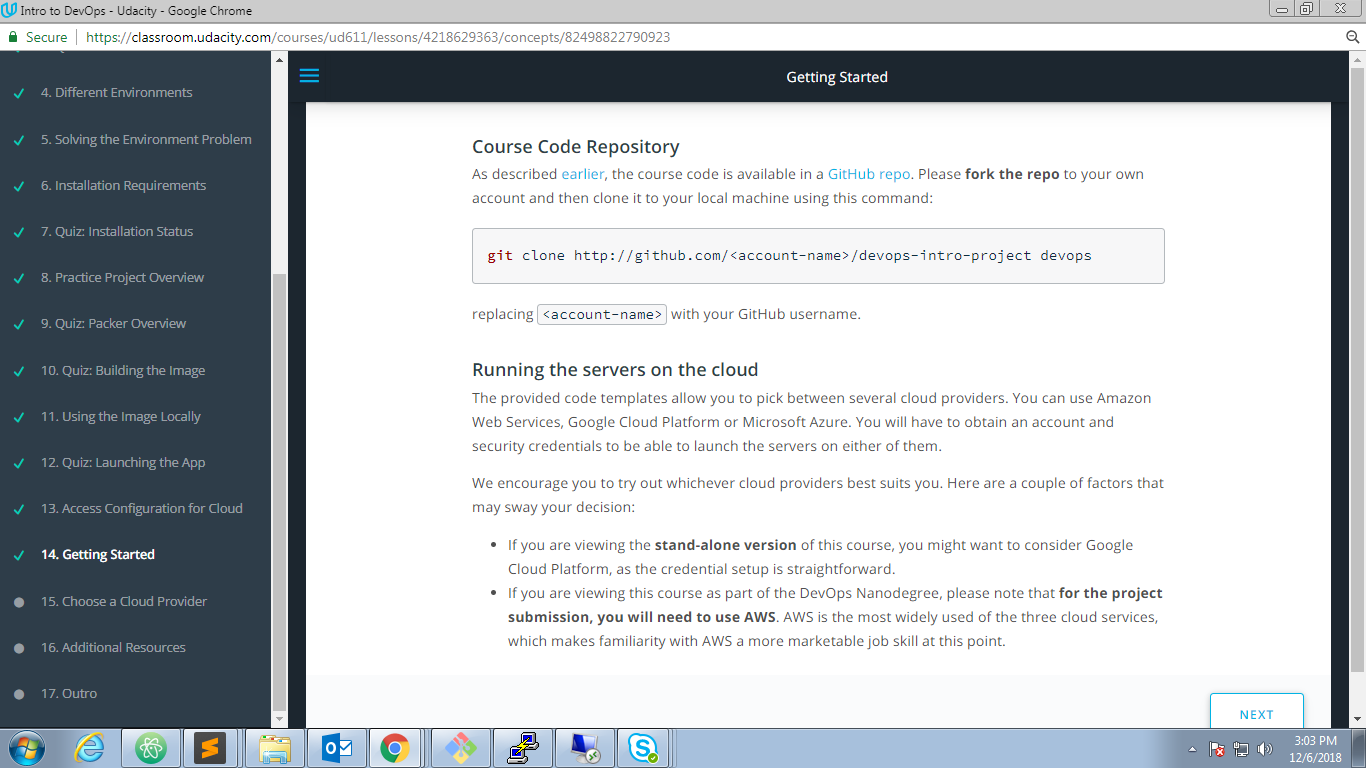 Intro to DevOps - Udacity - Google Chrome
Secure https://classroom.udacity.com/courses/ud611/lessons/4218629363/concepts/82498822790923
4. Different Environments
5. Solving the Environment Problem
6. Installation Requirements
7. Quiz: Installation Status
8. Practice Project Overview
9. Quiz: Packer Overview
10. Quiz: Building the Image
11. Using the Image Locally
12. Quiz: Launching the App
13. Access Configuration for Cloud
14. Getting Started
15. Choose a Cloud Provider
16. Additional Resources
17. Outro
Getting Started
Course Code Repository
As described earlier, the course code is available in a GitHub repo. Please fork the repo to your own
account and then clone it to your local machine using this command:
git clone http://github.com/<account-name>/devops-intro-project devops
replacing <account-name> with your GitHub username.
Running the servers on the cloud
The provided code templates allow you to pick between several cloud providers. You can use Amazon
Web Services, Google Cloud Platform or Microsoft Azure. You will have to obtain an account and
security credentials to be able to launch the servers on either of them.
We encourage you to try out whichever cloud providers best suits you. Here are a couple of factors that
may sway your decision:
• If you are viewing the stand-alone version of this course, you might want to consider Google
Cloud Platform, as the credential setup is straightforward.
• If you are viewing this course as part of the DevOps Nanodegree, please note that for the project
submission, you will need to use AWS. AWS is the most widely used of the three cloud services,
which makes familiarity with AWS a more marketable job skill at this point.
NEXT
3:03 PM
12/6/2018